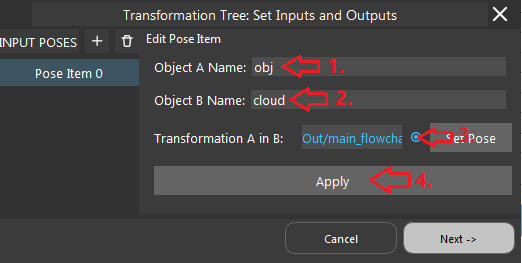 Transformation Tree: Set Inputs and Outputs
INPUT POSES +
Edit Pose Item
Pose Item 0
Object A Name: obj 1.
Object B Name: cloud 2.
Transformation A in B: Out/main_flowcha 3. Set Pose
Apply 4.
Cancel Next ->